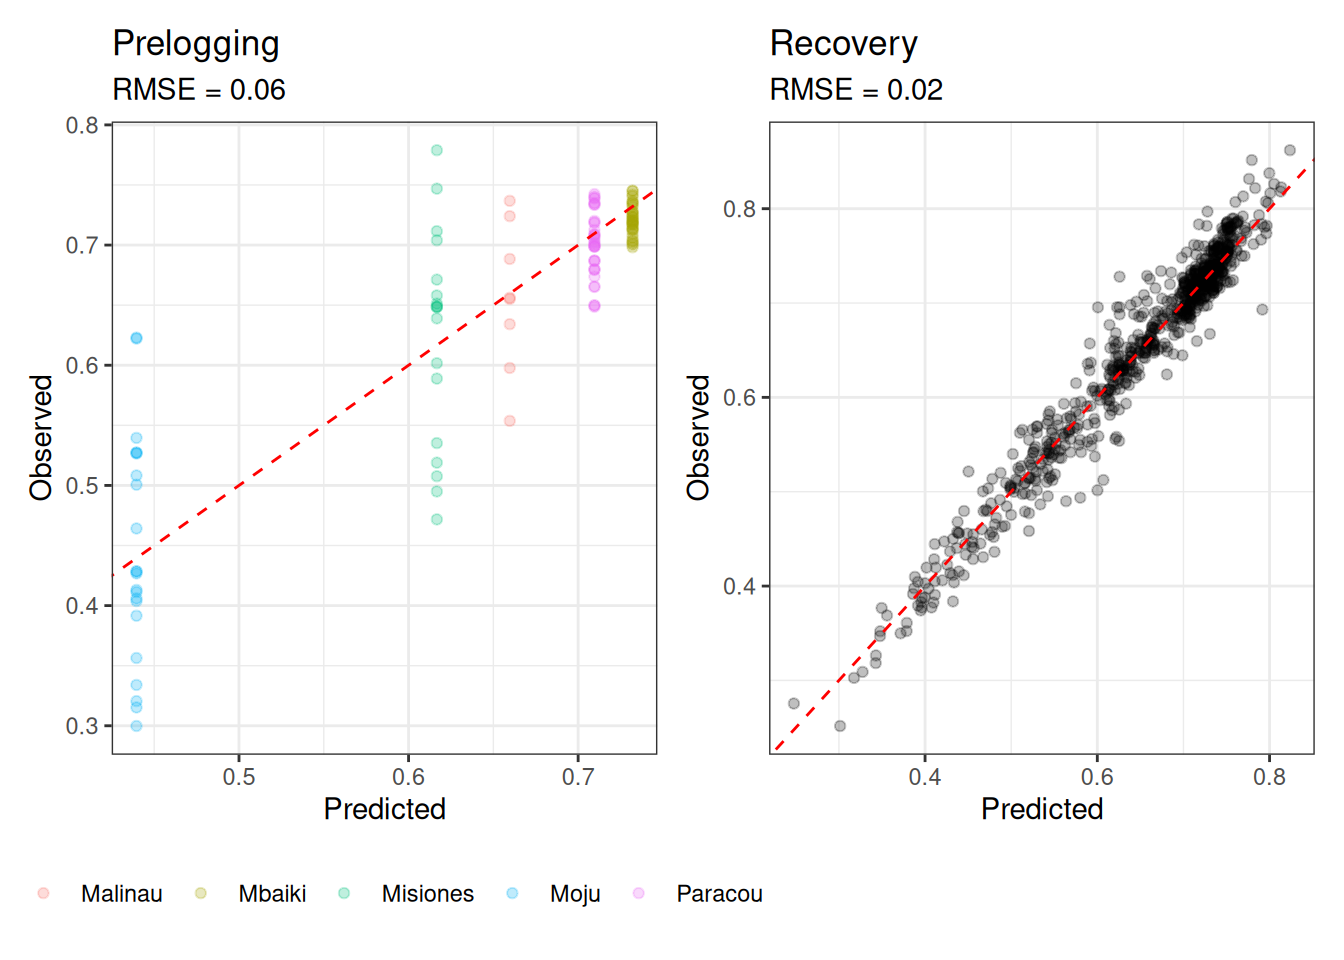 Prelogging
RMSE = 0.06
0.8
0.7
0.6
0.5
0.4
0.3
Observed
0.5 0.6 0.7
Predicted
Recovery
RMSE = 0.02
0.8
0.6
0.4
Observed
0.4 0.6 0.8
Predicted
Malinau Mbaiki Misiones Moju Paracou